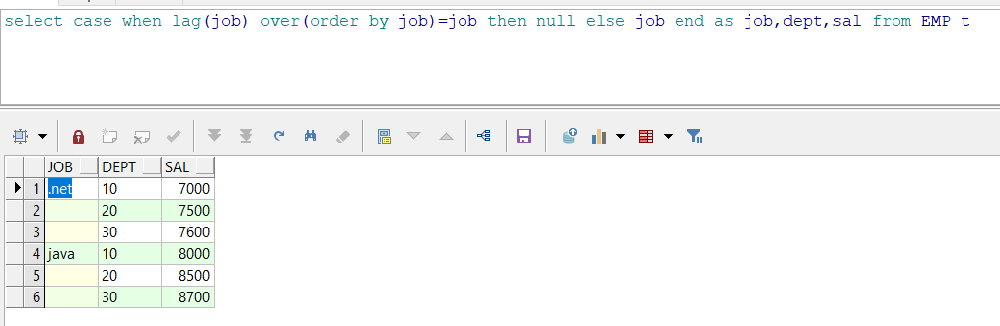 select case when lag(job) over(order by job)=job then null else job end as job,dept,sal from EMP t
JOB DEPT SAL
1 .net 10 7000
2 20 7500
3 30 7600
4 java 10 8000
5 20 8500
6 30 8700